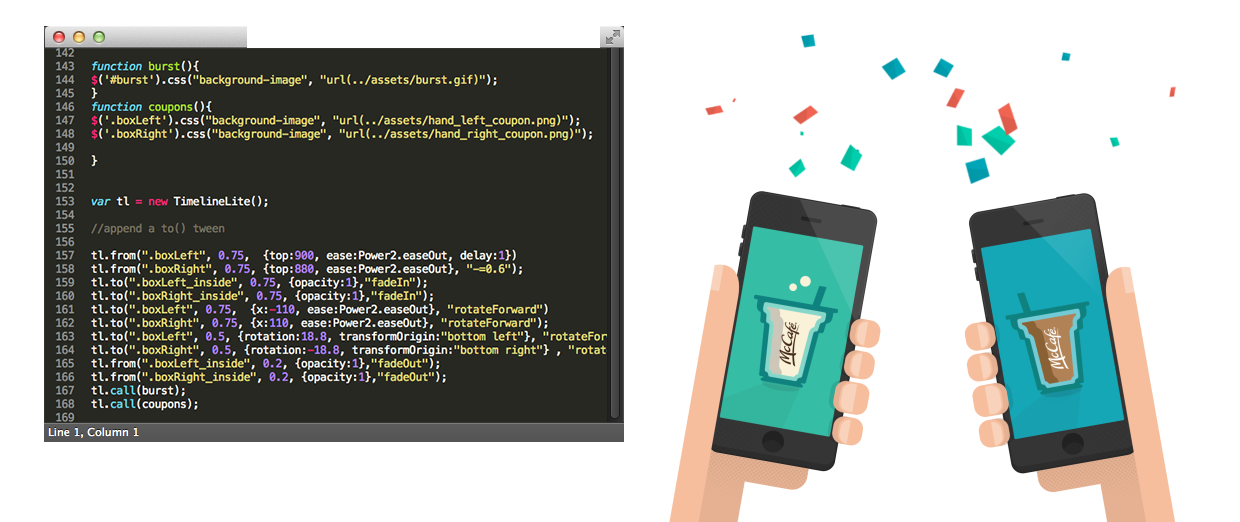 142
143 function burst(){
144 $('#burst').css("background-image", "url(../assets/burst.gif)");
145 }
146 function coupons(){
147 $('.boxLeft').css("background-image", "url(../assets/hand_left_coupon.png)");
148 $('.boxRight').css("background-image", "url(../assets/hand_right_coupon.png)");
149
150 }
151
152
153 var tl = new TimelineLite();
154
155 //append a to() tween
156
157 tl.from(".boxLeft", 0.75,  {top:900, ease:Power2.easeOut, delay:1})
158 tl.from(".boxRight", 0.75, {top:880, ease:Power2.easeOut}, "-=0.6");
159 tl.to(".boxLeft_inside", 0.75, {opacity:1},"fadeIn");
160 tl.to(".boxRight_inside", 0.75, {opacity:1},"fadeIn");
161 tl.to(".boxLeft", 0.75,  {x:-110, ease:Power2.easeOut}, "rotateForward")
162 tl.to(".boxRight", 0.75, {x:110, ease:Power2.easeOut}, "rotateForward");
163 tl.to(".boxLeft", 0.5, {rotation:18.8, transformOrigin:"bottom left"}, "rotateFor
164 tl.to(".boxRight", 0.5, {rotation:-18.8, transformOrigin:"bottom right"} , "rotat
165 tl.from(".boxLeft_inside", 0.2, {opacity:1},"fadeOut");
166 tl.from(".boxRight_inside", 0.2, {opacity:1},"fadeOut");
167 tl.call(burst);
168 tl.call(coupons);
169
Line 1, Column 1
McCafé
McCafé